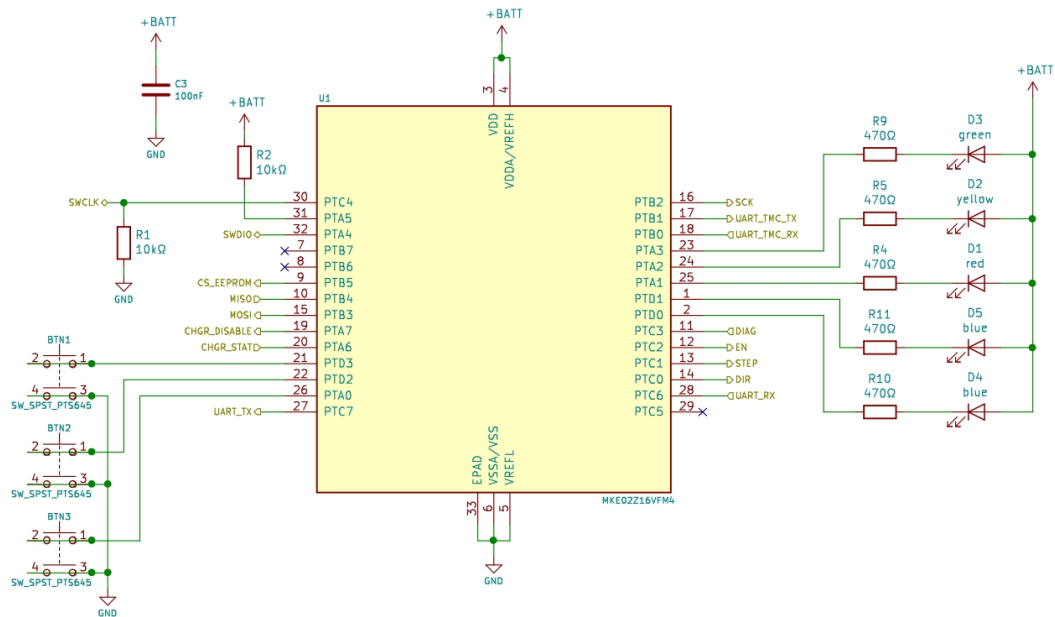 +BATT
C3
100nF
GND
+BATT
R2
10kΩ
SWCLK
R1
10kΩ
GND
+BATT
U1
3
4
VDD
VDDA/VREFH
30 PTC4
31 PTA5
SWDIO 32 PTA4
7 PTB7
8 PTB6
CS_EEPROM 9 PTB5
MISO 10 PTB4
MOSI 15 PTB3
CHGR_DISABLE 19 PTA7
CHGR_STAT 20 PTA6
21 PTD3
22 PTD2
26 PTA0
UART_TX 27 PTC7
PTB2 16 SCK
PTB1 17 UART_TMC_TX
PTB0 18 UART_TMC_RX
PTA3 23
PTA2 24
PTA1 25
PTD1 1
PTD0 2
PTC3 11 DIAG
PTC2 12 EN
PTC1 13 STEP
PTC0 14 DIR
PTC6 28 UART_RX
PTC5 29
EPAD
VSSA/VSS
VREFL
33
6
5
MKE02Z16VFM4
GND
BTN1
2 1
4 3
SW_SPST_PTS645
BTN2
2 1
4 3
SW_SPST_PTS645
BTN3
2 1
4 3
SW_SPST_PTS645
GND
+BATT
R9
470Ω
D3
green
R5
470Ω
D2
yellow
R4
470Ω
D1
red
R11
470Ω
D5
blue
R10
470Ω
D4
blue